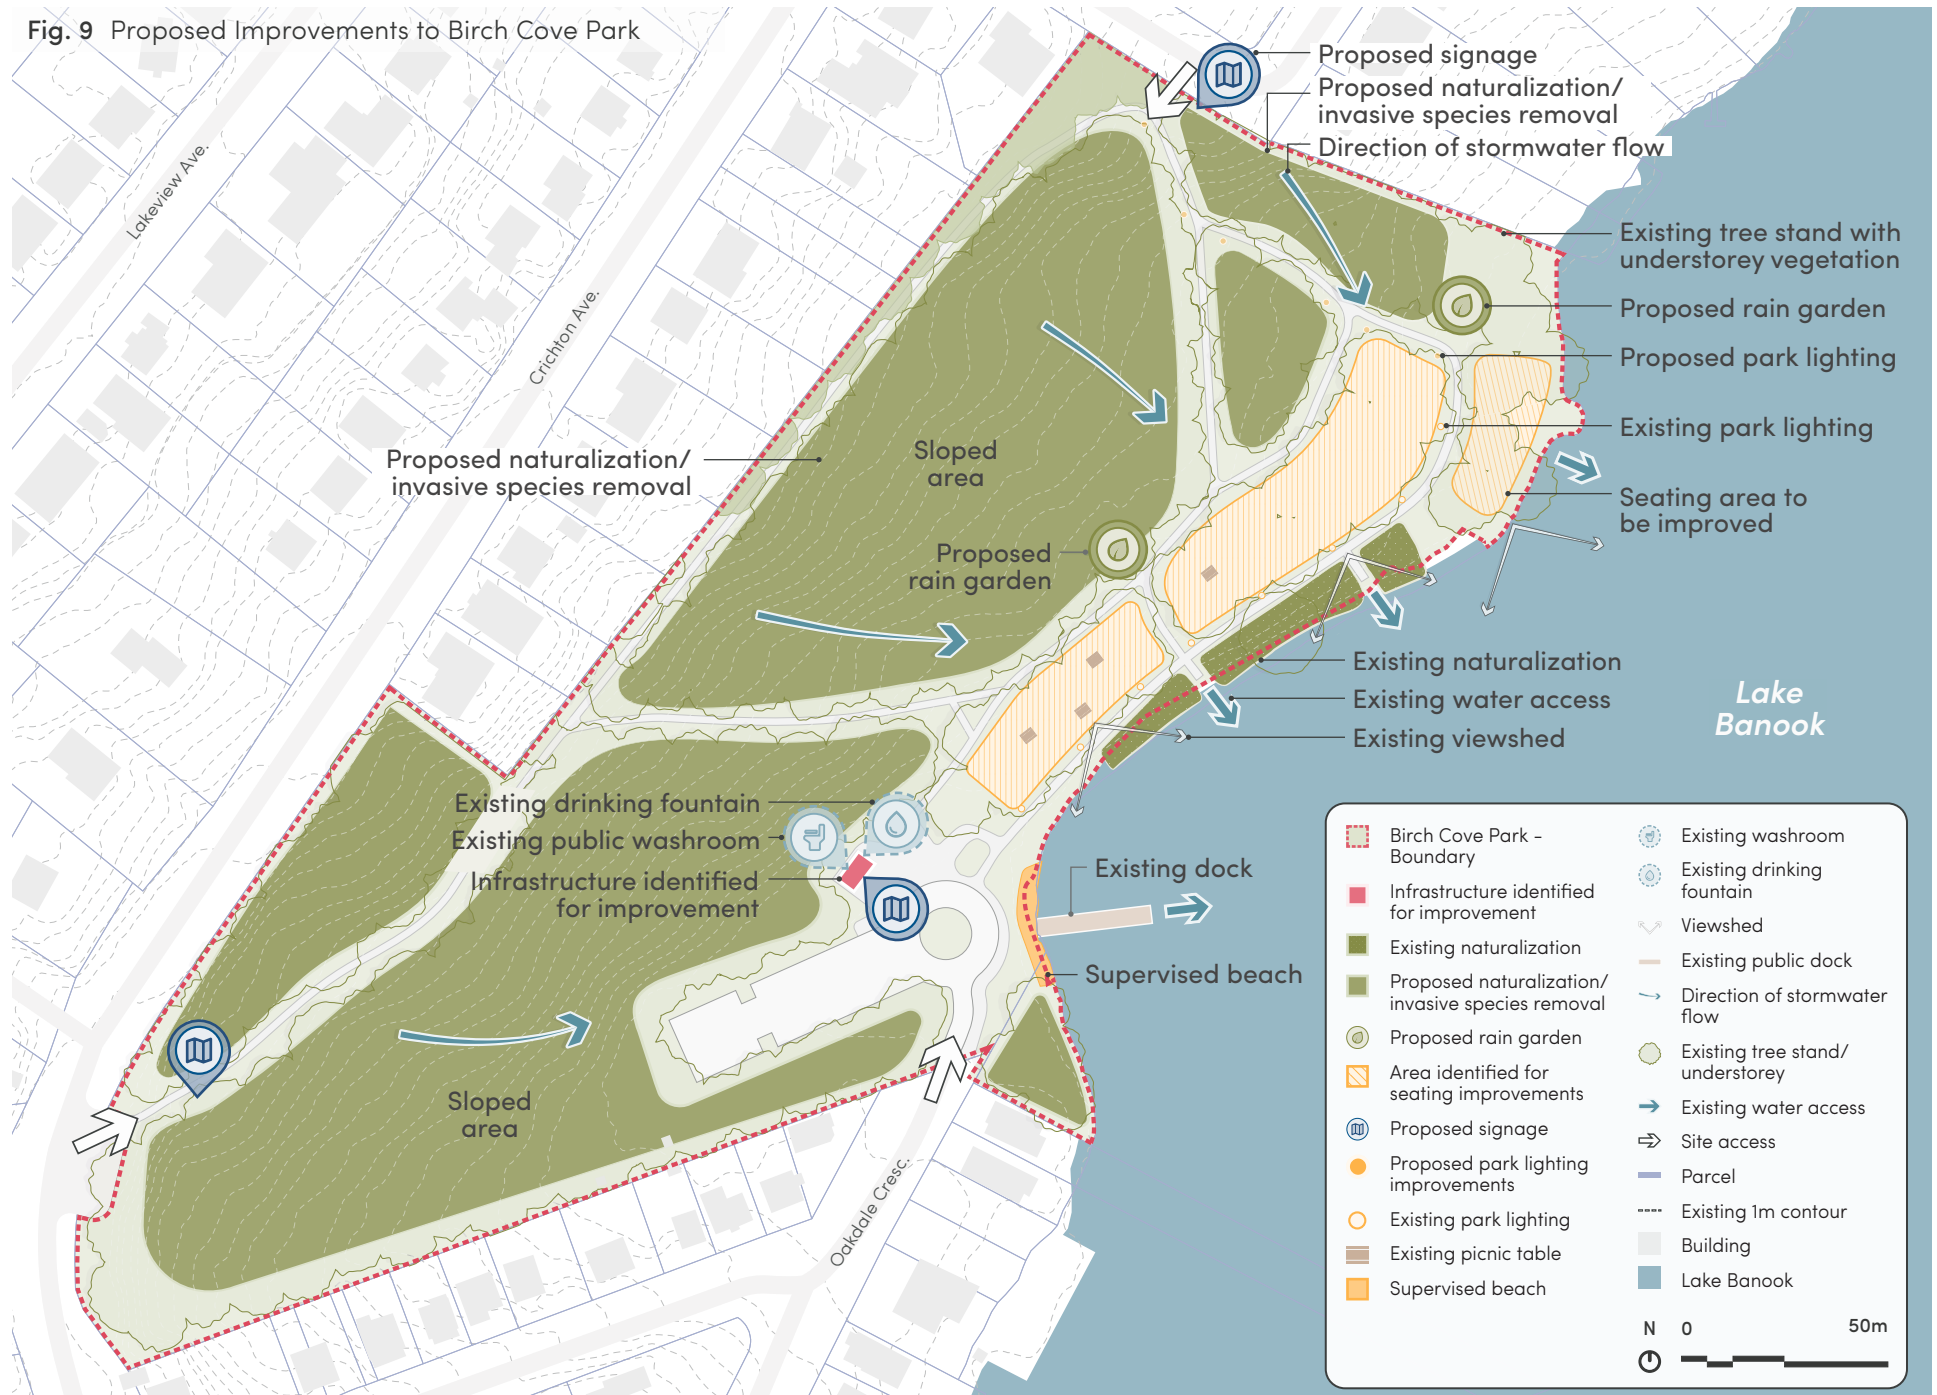 Fig. 9 Proposed Improvements to Birch Cove Park
Proposed signage
Proposed naturalization/
invasive species removal
Direction of stormwater flow
Lakeview Ave.
Existing tree stand with
understorey vegetation
Proposed rain garden
Crichton Ave.
Proposed park lighting
Existing park lighting
Proposed naturalization/
invasive species removal
Sloped
area
Seating area to
be improved
Proposed
rain garden
Existing naturalization
Existing water access
Existing viewshed
Lake
Banook
Existing drinking fountain
Existing public washroom
Infrastructure identified
for improvement
Existing dock
Supervised beach
Sloped
area
Oakdale Cresc.
Birch Cove Park -
Boundary
Infrastructure identified
for improvement
Existing naturalization
Proposed naturalization/
invasive species removal
Proposed rain garden
Area identified for
seating improvements
Proposed signage
Proposed park lighting
improvements
Existing park lighting
Existing picnic table
Supervised beach
Existing washroom
Existing drinking
fountain
Viewshed
Existing public dock
Direction of stormwater
flow
Existing tree stand/
understorey
Existing water access
Site access
Parcel
Existing 1m contour
Building
Lake Banook
N 0 50m